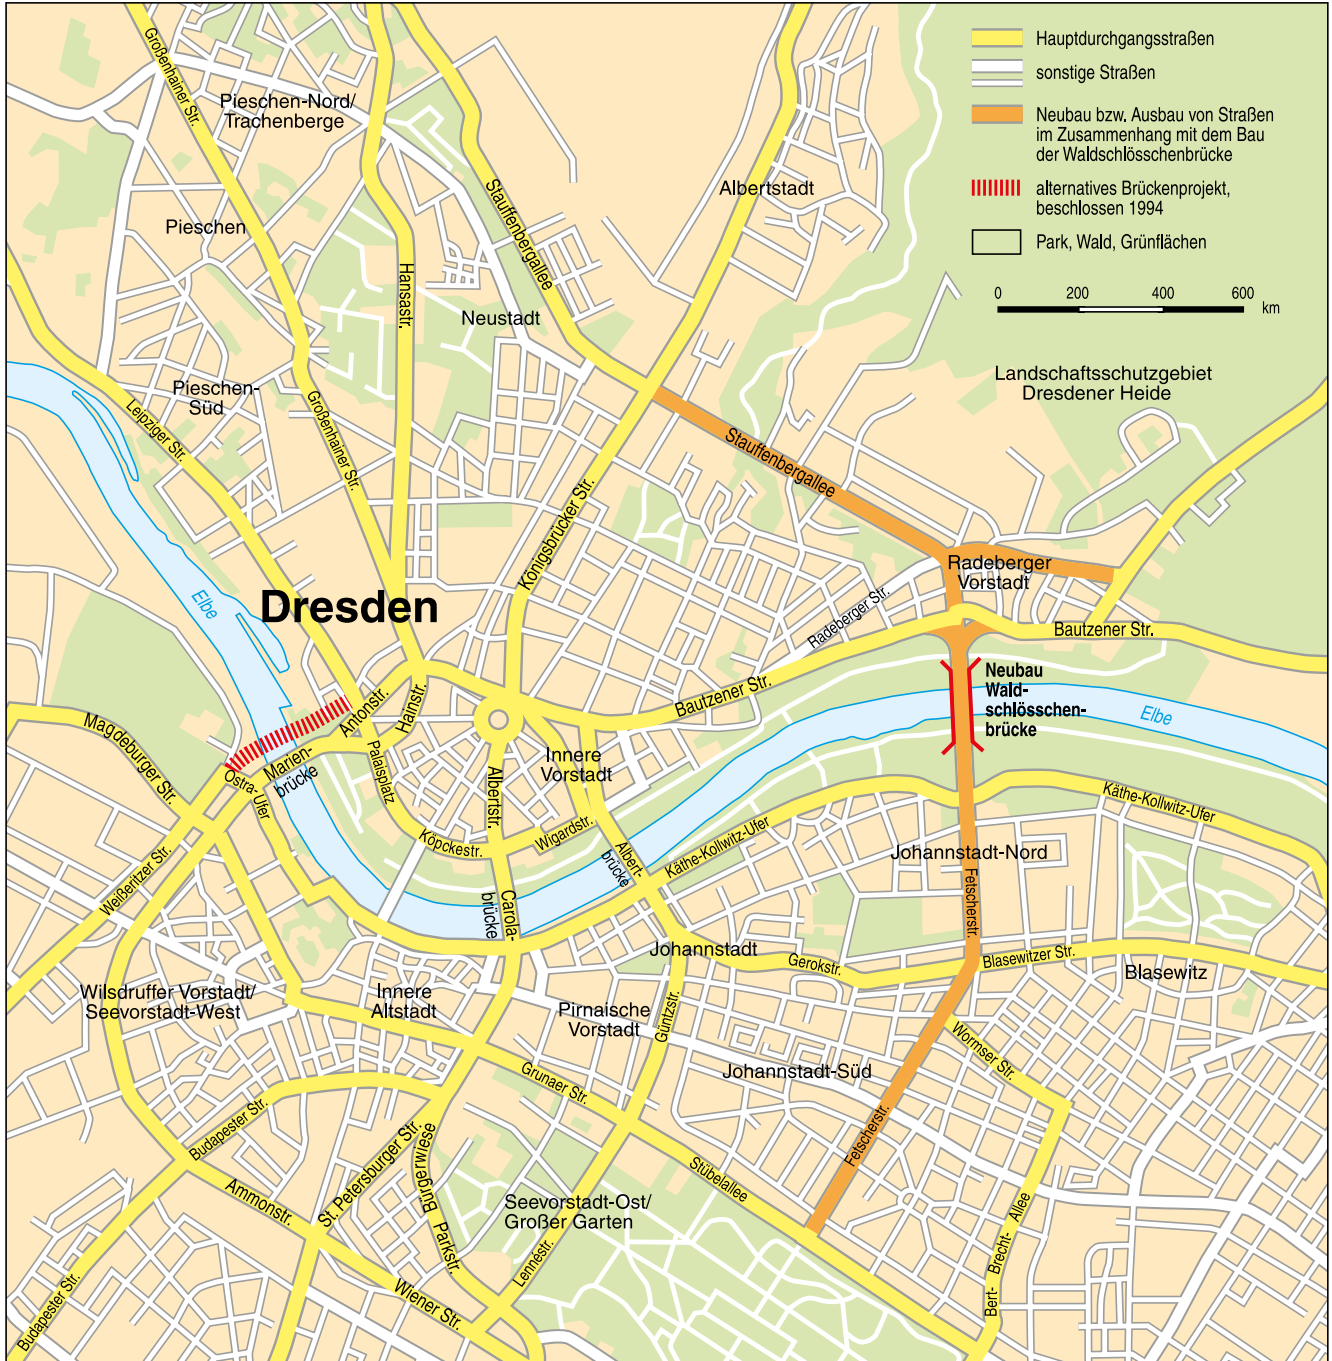 Hauptdurchgangsstraßen
sonstige Straßen
Neubau bzw. Ausbau von Straßen
im Zusammenhang mit dem Bau
der Waldschlösschenbrücke
alternatives Brückenprojekt,
beschlossen 1994
Park, Wald, Grünflächen
0 200 400 600
km
Großenhainer Str.
Pieschen-Nord/
Trachenberge
Stauffenbergallee
Albertstadt
Pieschen
Hansastr.
Neustadt
Pieschen-
Süd
Leipziger Str.
Großenhainer Str.
Landschaftsschutzgebiet
Dresdener Heide
Stauffenbergallee
Königsbrücker Str.
Radeberger
Vorstadt
Elbe
Dresden
Radeberger Str.
Bautzener Str.
Bautzener Str.
Neubau
Wald-
schlösschen-
brücke
Elbe
Magdeburger Str.
Antonstr.
Hainstr.
Marien-
brücke
Palaisplatz
Ostra-Ufer
Innere
Vorstadt
Albertstr.
Köpckestr.
Wigardstr.
Albert-
brücke
Käthe-Kollwitz-Ufer
Käthe-Kollwitz-Ufer
Johannstadt-Nord
Weißeritzer Str.
Carola-
brücke
Fetscherstr.
Johannstadt
Gerokstr.
Blasewitzer Str.
Blasewitz
Wilsdruffer Vorstadt/
Seevorstadt-West
Innere
Altstadt
Pirnaische
Vorstadt
Güntzstr.
Wormser Str.
Johannstadt-Süd
Grunaer Str.
Budapester Str.
Fetscherstr.
St. Petersburger Str.
Bürgerwiese
Stübelallee
Ammonstr.
Seevorstadt-Ost/
Großer Garten
Parkstr.
Lennéstr.
Bert- Brecht- Allee
Budapester Str.
Wiener Str.